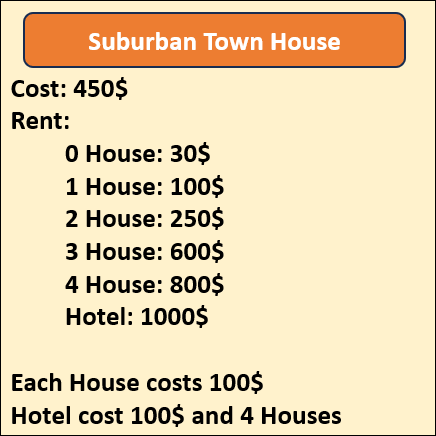 Suburban Town House
Cost: 450$
Rent:
0 House: 30$
1 House: 100$
2 House: 250$
3 House: 600$
4 House: 800$
Hotel: 1000$
Each House costs 100$
Hotel cost 100$ and 4 Houses